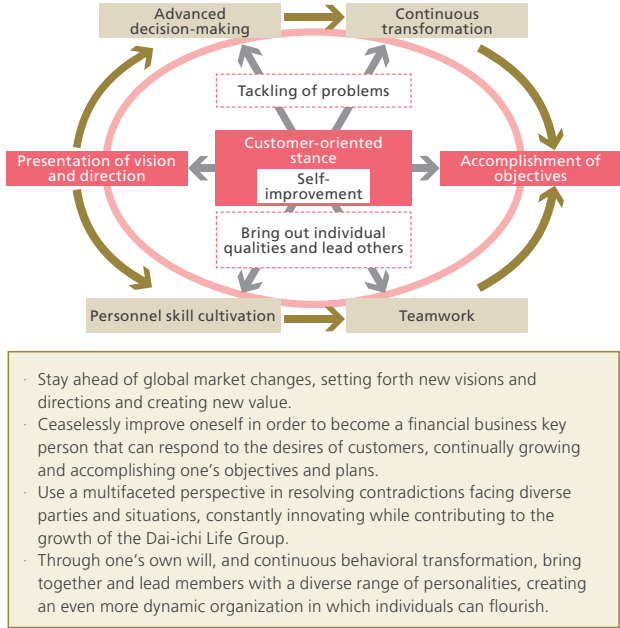 Advanced
decision-making
Continuous
transformation
Tackling of problems
Customer-oriented
stance
Self-
improvement
Presentation of vision
and direction
Accomplishment of
objectives
Bring out individual
qualities and lead others
Personnel skill cultivation
Teamwork
· Stay ahead of global market changes, setting forth new visions and
directions and creating new value.
· Ceaselessly improve oneself in order to become a financial business key
person that can respond to the desires of customers, continually growing
and accomplishing one’s objectives and plans.
· Use a multifaceted perspective in resolving contradictions facing diverse
parties and situations, constantly innovating while contributing to the
growth of the Dai-ichi Life Group.
· Through one’s own will, and continuous behavioral transformation, bring
together and lead members with a diverse range of personalities, creating
an even more dynamic organization in which individuals can flourish.